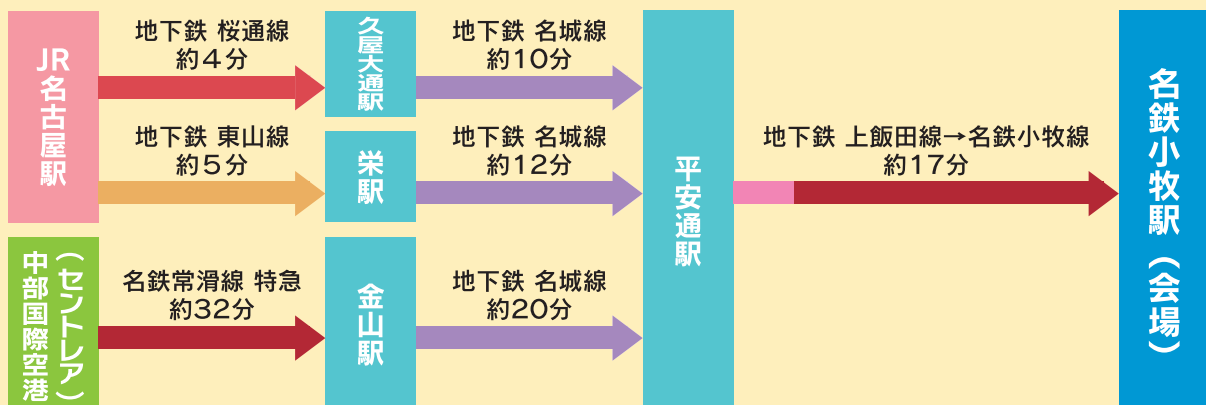 JR名古屋駅
地下鉄 桜通線
約4分
久屋大通駅
地下鉄 名城線
約10分
地下鉄 東山線
約5分
栄駅
地下鉄 名城線
約12分
中部国際空港
(セントレア)
名鉄常滑線 特急
約32分
金山駅
地下鉄 名城線
約20分
平安通駅
地下鉄 上飯田線→名鉄小牧線
約17分
名鉄小牧駅(会場)